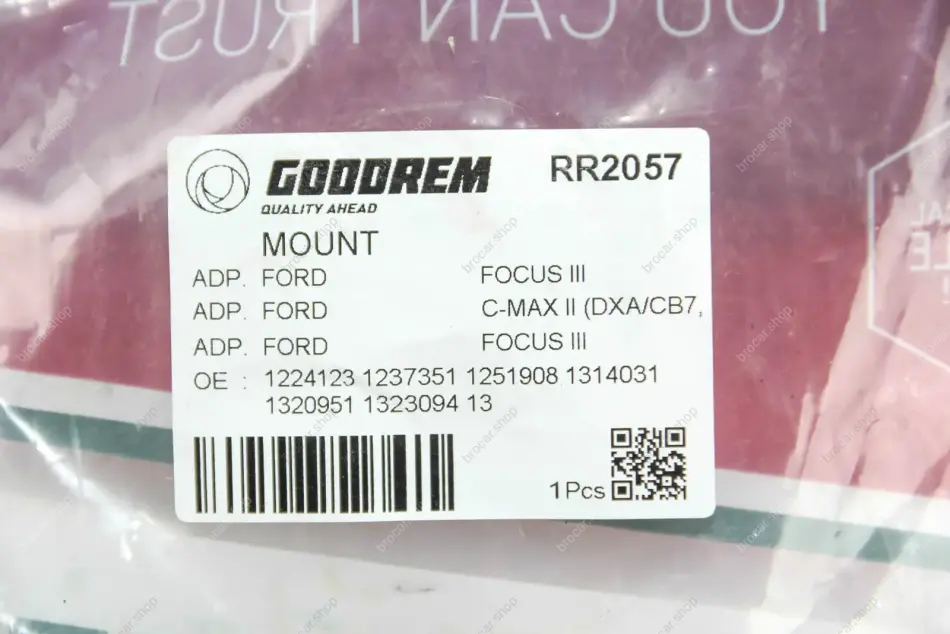 YOU CAN TRUST
GOODREM
RR2057
QUALITY AHEAD
MOUNT
ADP. FORD FOCUS III
ADP. FORD C-MAX II (DXA/CB7,
ADP. FORD FOCUS III
OE : 1224123 1237351 1251908 1314031
1320951 1323094 13
1Pcs
brocar.shop